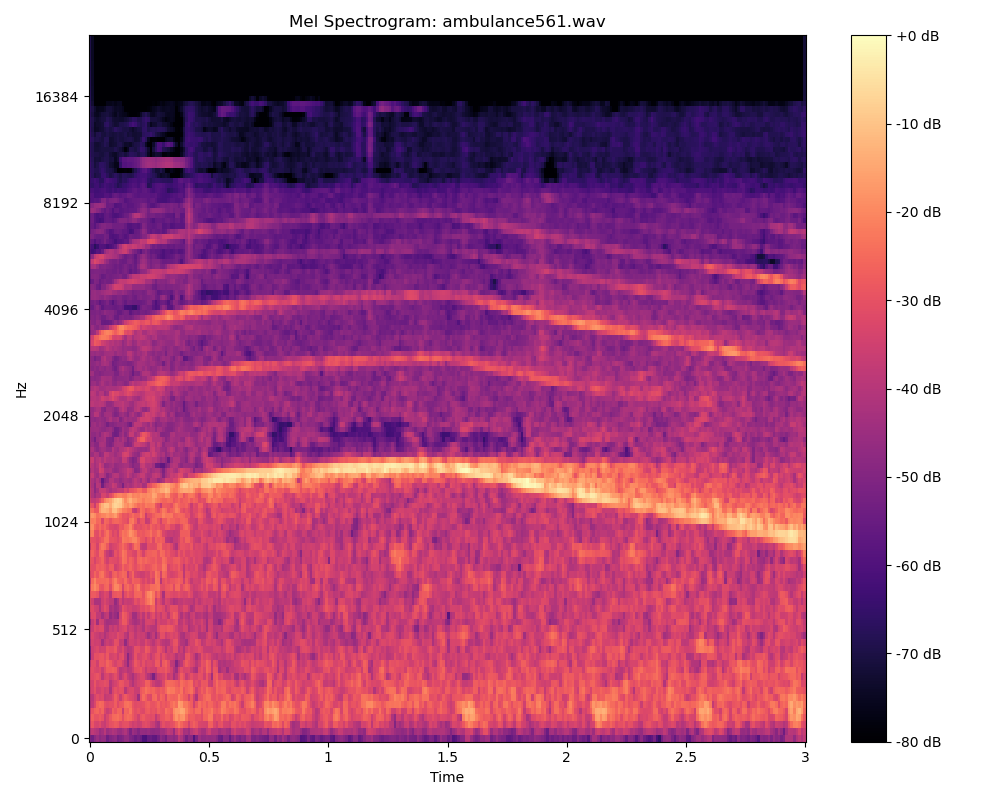 Mel Spectrogram: ambulance561.wav
Hz
16384
8192
4096
2048
1024
512
0
0
0.5
1
1.5
2
2.5
3
Time
+0 dB
-10 dB
-20 dB
-30 dB
-40 dB
-50 dB
-60 dB
-70 dB
-80 dB